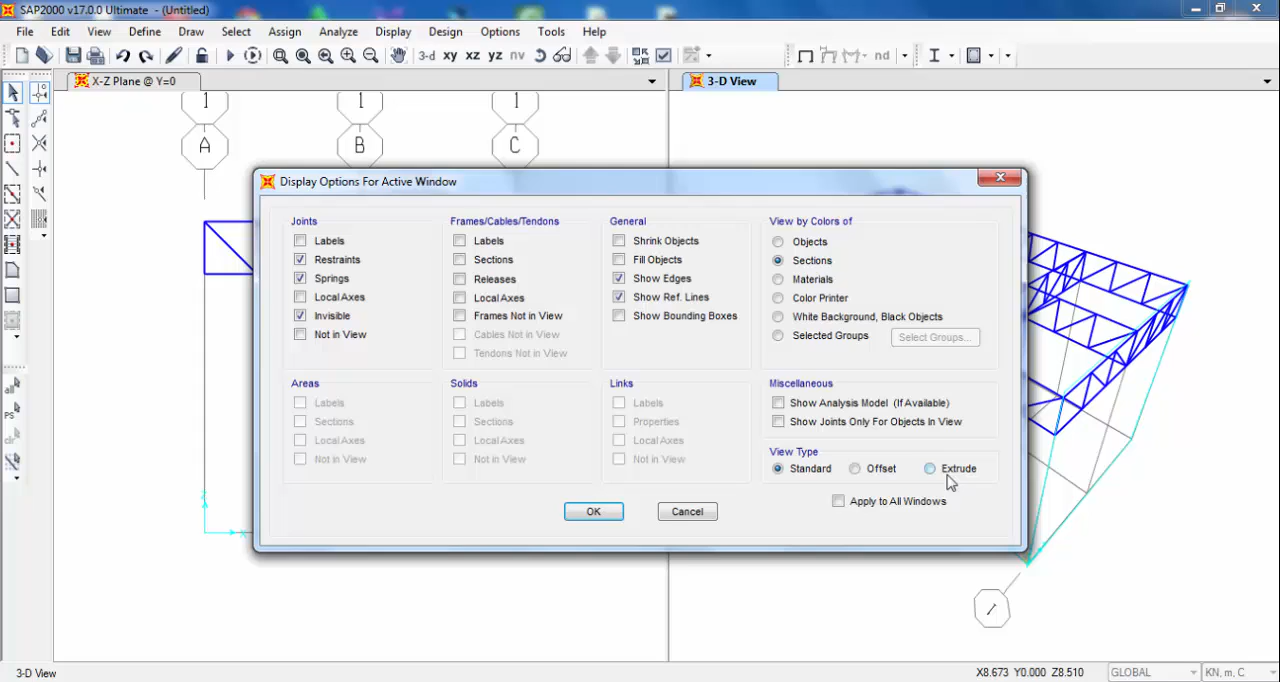 SAP2000 v17.0.0 Ultimate - (Untitled)
File Edit View Define Draw Select Assign Analyze Display Design Options Tools Help
3-d xy xz yz nv nd
X-Z Plane @ Y=0
3-D View
1 1 1
A B C
Display Options For Active Window
Joints
Labels
Restraints
Springs
Local Axes
Invisible
Not in View
Frames/Cables/Tendons
Labels
Sections
Releases
Local Axes
Frames Not in View
Cables Not in View
Tendons Not in View
General
Shrink Objects
Fill Objects
Show Edges
Show Ref. Lines
Show Bounding Boxes
View by Colors of
Objects
Sections
Materials
Color Printer
White Background, Black Objects
Selected Groups
Select Groups...
Areas
Labels
Sections
Local Axes
Not in View
Solids
Labels
Sections
Local Axes
Not in View
Links
Labels
Properties
Local Axes
Not in View
Miscellaneous
Show Analysis Model (If Available)
Show Joints Only For Objects In View
View Type
Standard Offset Extrude
Apply to All Windows
OK Cancel
all
PS
clr
Z
X
3-D View
X8.673 Y0.000 Z8.510
GLOBAL
KN, m, C